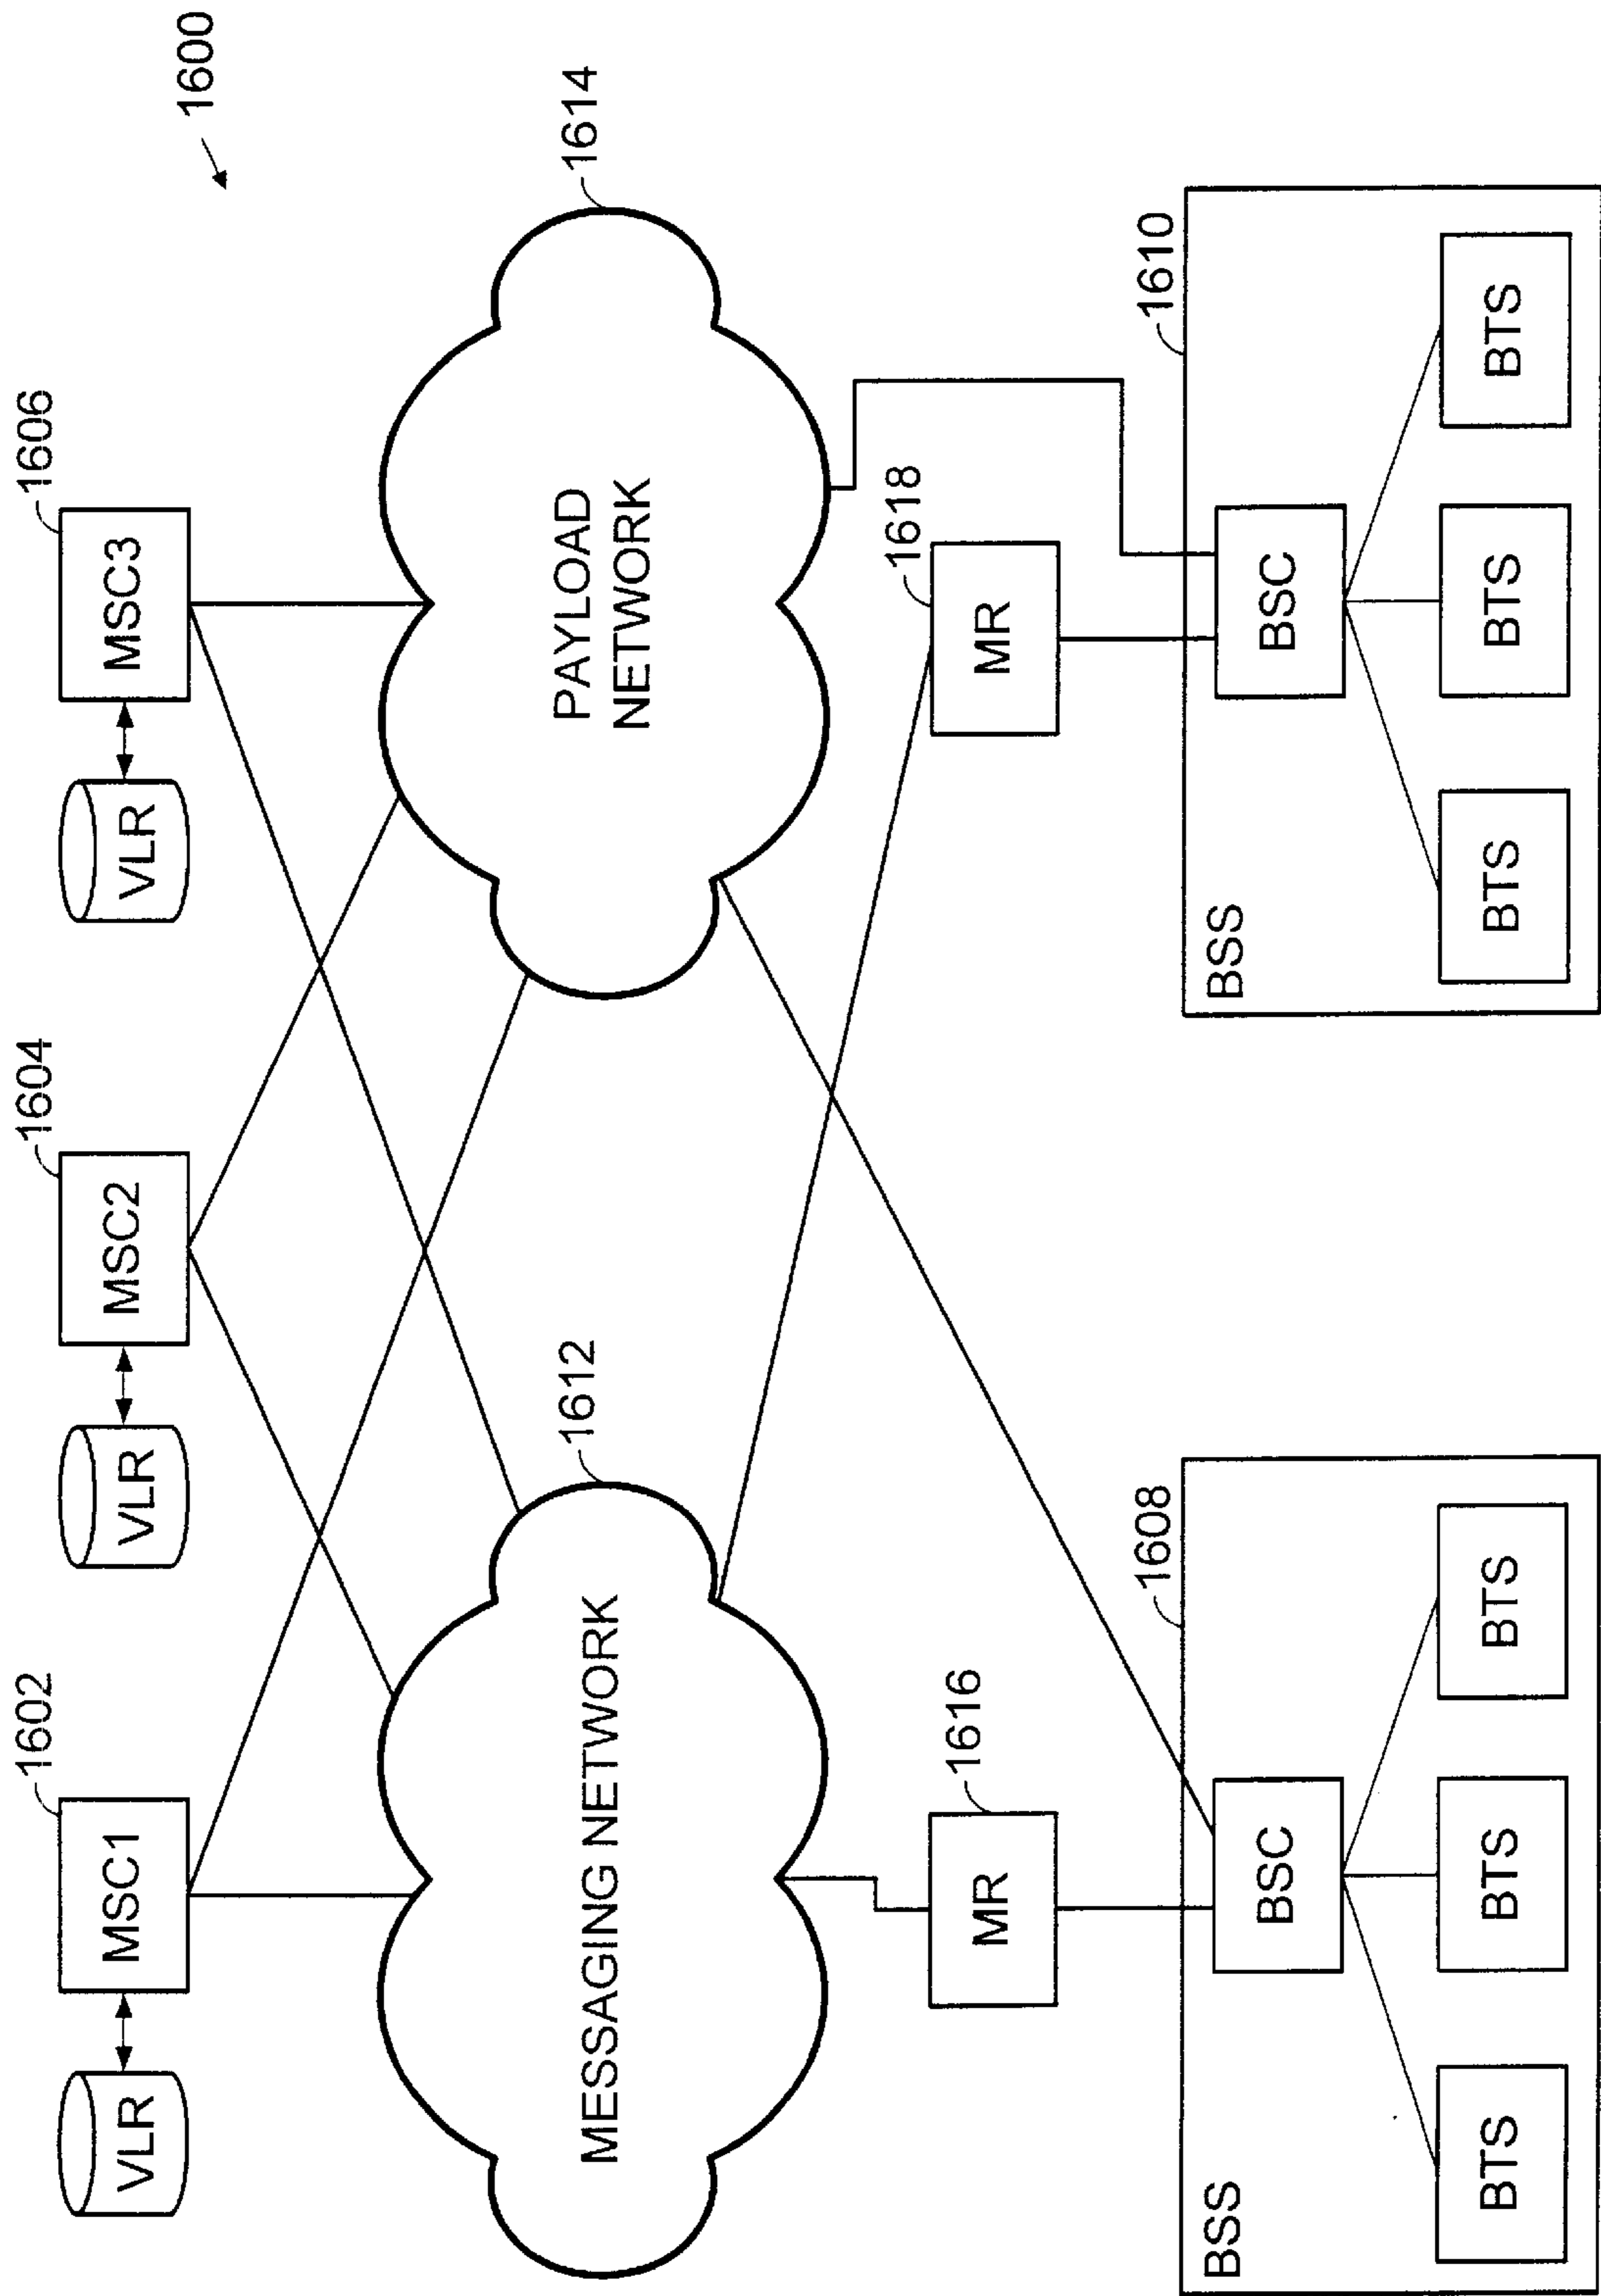 1600
1602
1604
1606
VLR
MSC1
VLR
MSC2
VLR
MSC3
1612
1614
MESSAGING NETWORK
PAYLOAD
NETWORK
1616
1618
MR
MR
1608
1610
BSS
BSC
BTS
BTS
BTS
BSS
BSC
BTS
BTS
BTS